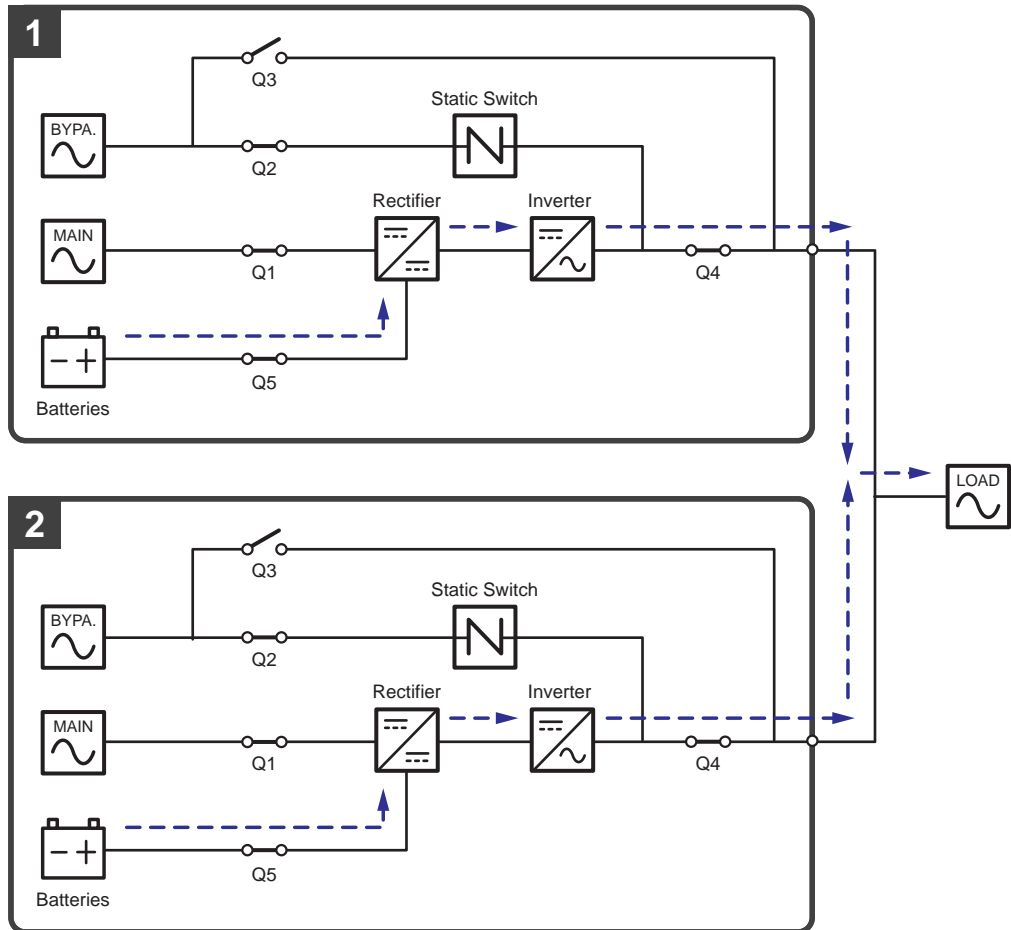 1
Q3
Static Switch
BYPA.
Q2
Rectifier
Inverter
MAIN
Q1
Q4
Q5
Batteries
LOAD
2
Q3
Static Switch
BYPA.
Q2
Rectifier
Inverter
MAIN
Q1
Q4
Q5
Batteries